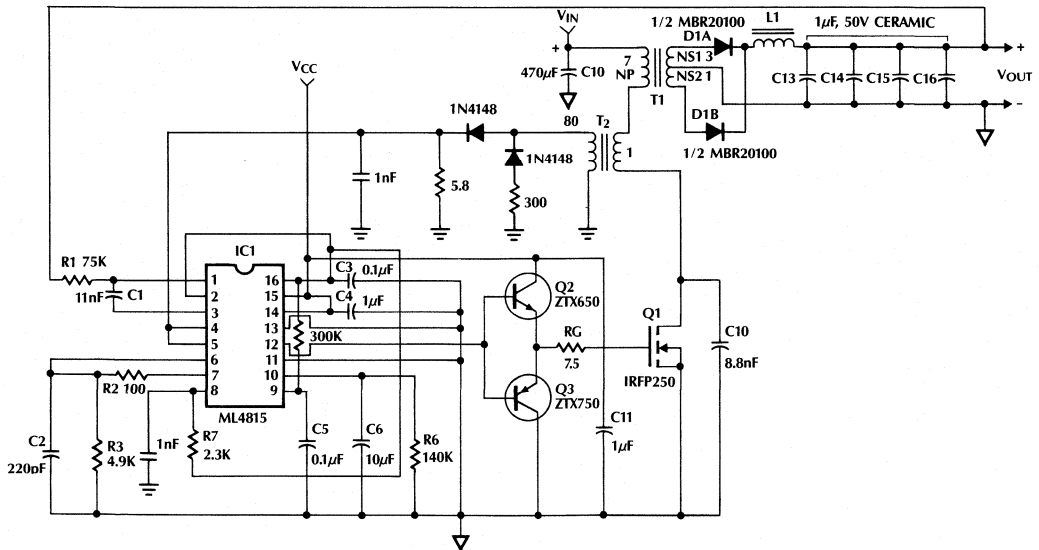 VIN
+
470µF
C10
7
NP
NS1 3
NS2 1
T1
1/2 MBR20100
D1A
L1
1µF, 50V CERAMIC
C13
C14
C15
C16
+
VOUT
-
D1B
1/2 MBR20100
VCC
1N4148
80
T2
1
1N4148
1nF
5.8
300
R1 75K
11nF
C1
IC1
1
2
3
4
5
6
7
8
16
15
14
13
12
11
10
9
ML4815
C3
0.1µF
C4
1µF
300K
Q2
ZTX650
RG
7.5
Q3
ZTX750
Q1
IRFP250
C10
8.8nF
R2 100
C2
220pF
R3
4.9K
1nF
R7
2.3K
C5
0.1µF
C6
10µF
R6
140K
C11
1µF